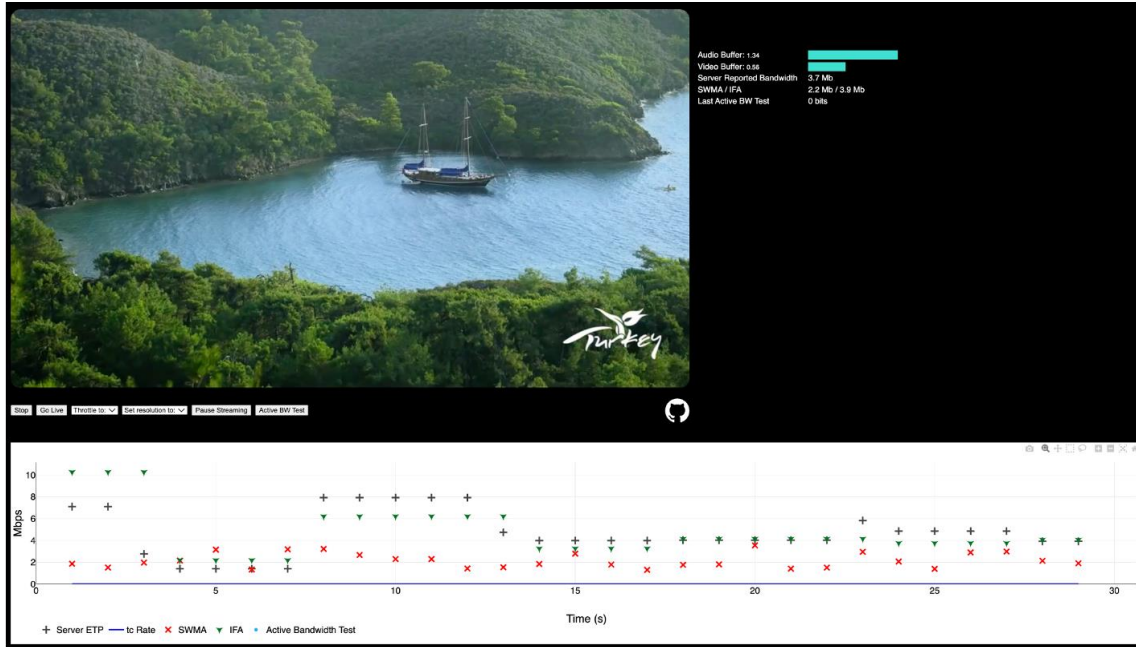 Audio Buffer: 1.34
Video Buffer: 0.56
Server Reported Bandwidth 3.7 Mb
SWMA / IFA 2.2 Mb / 3.9 Mb
Last Active BW Test 0 bits
Turkey
Stop Go Live Throttle to: Set resolution to: Pause Streaming Active BW Test
10
8
6
4
2
0
Mbps
0 5 10 15 20 25 30
Time (s)
Server ETP tc Rate SWMA IFA Active Bandwidth Test